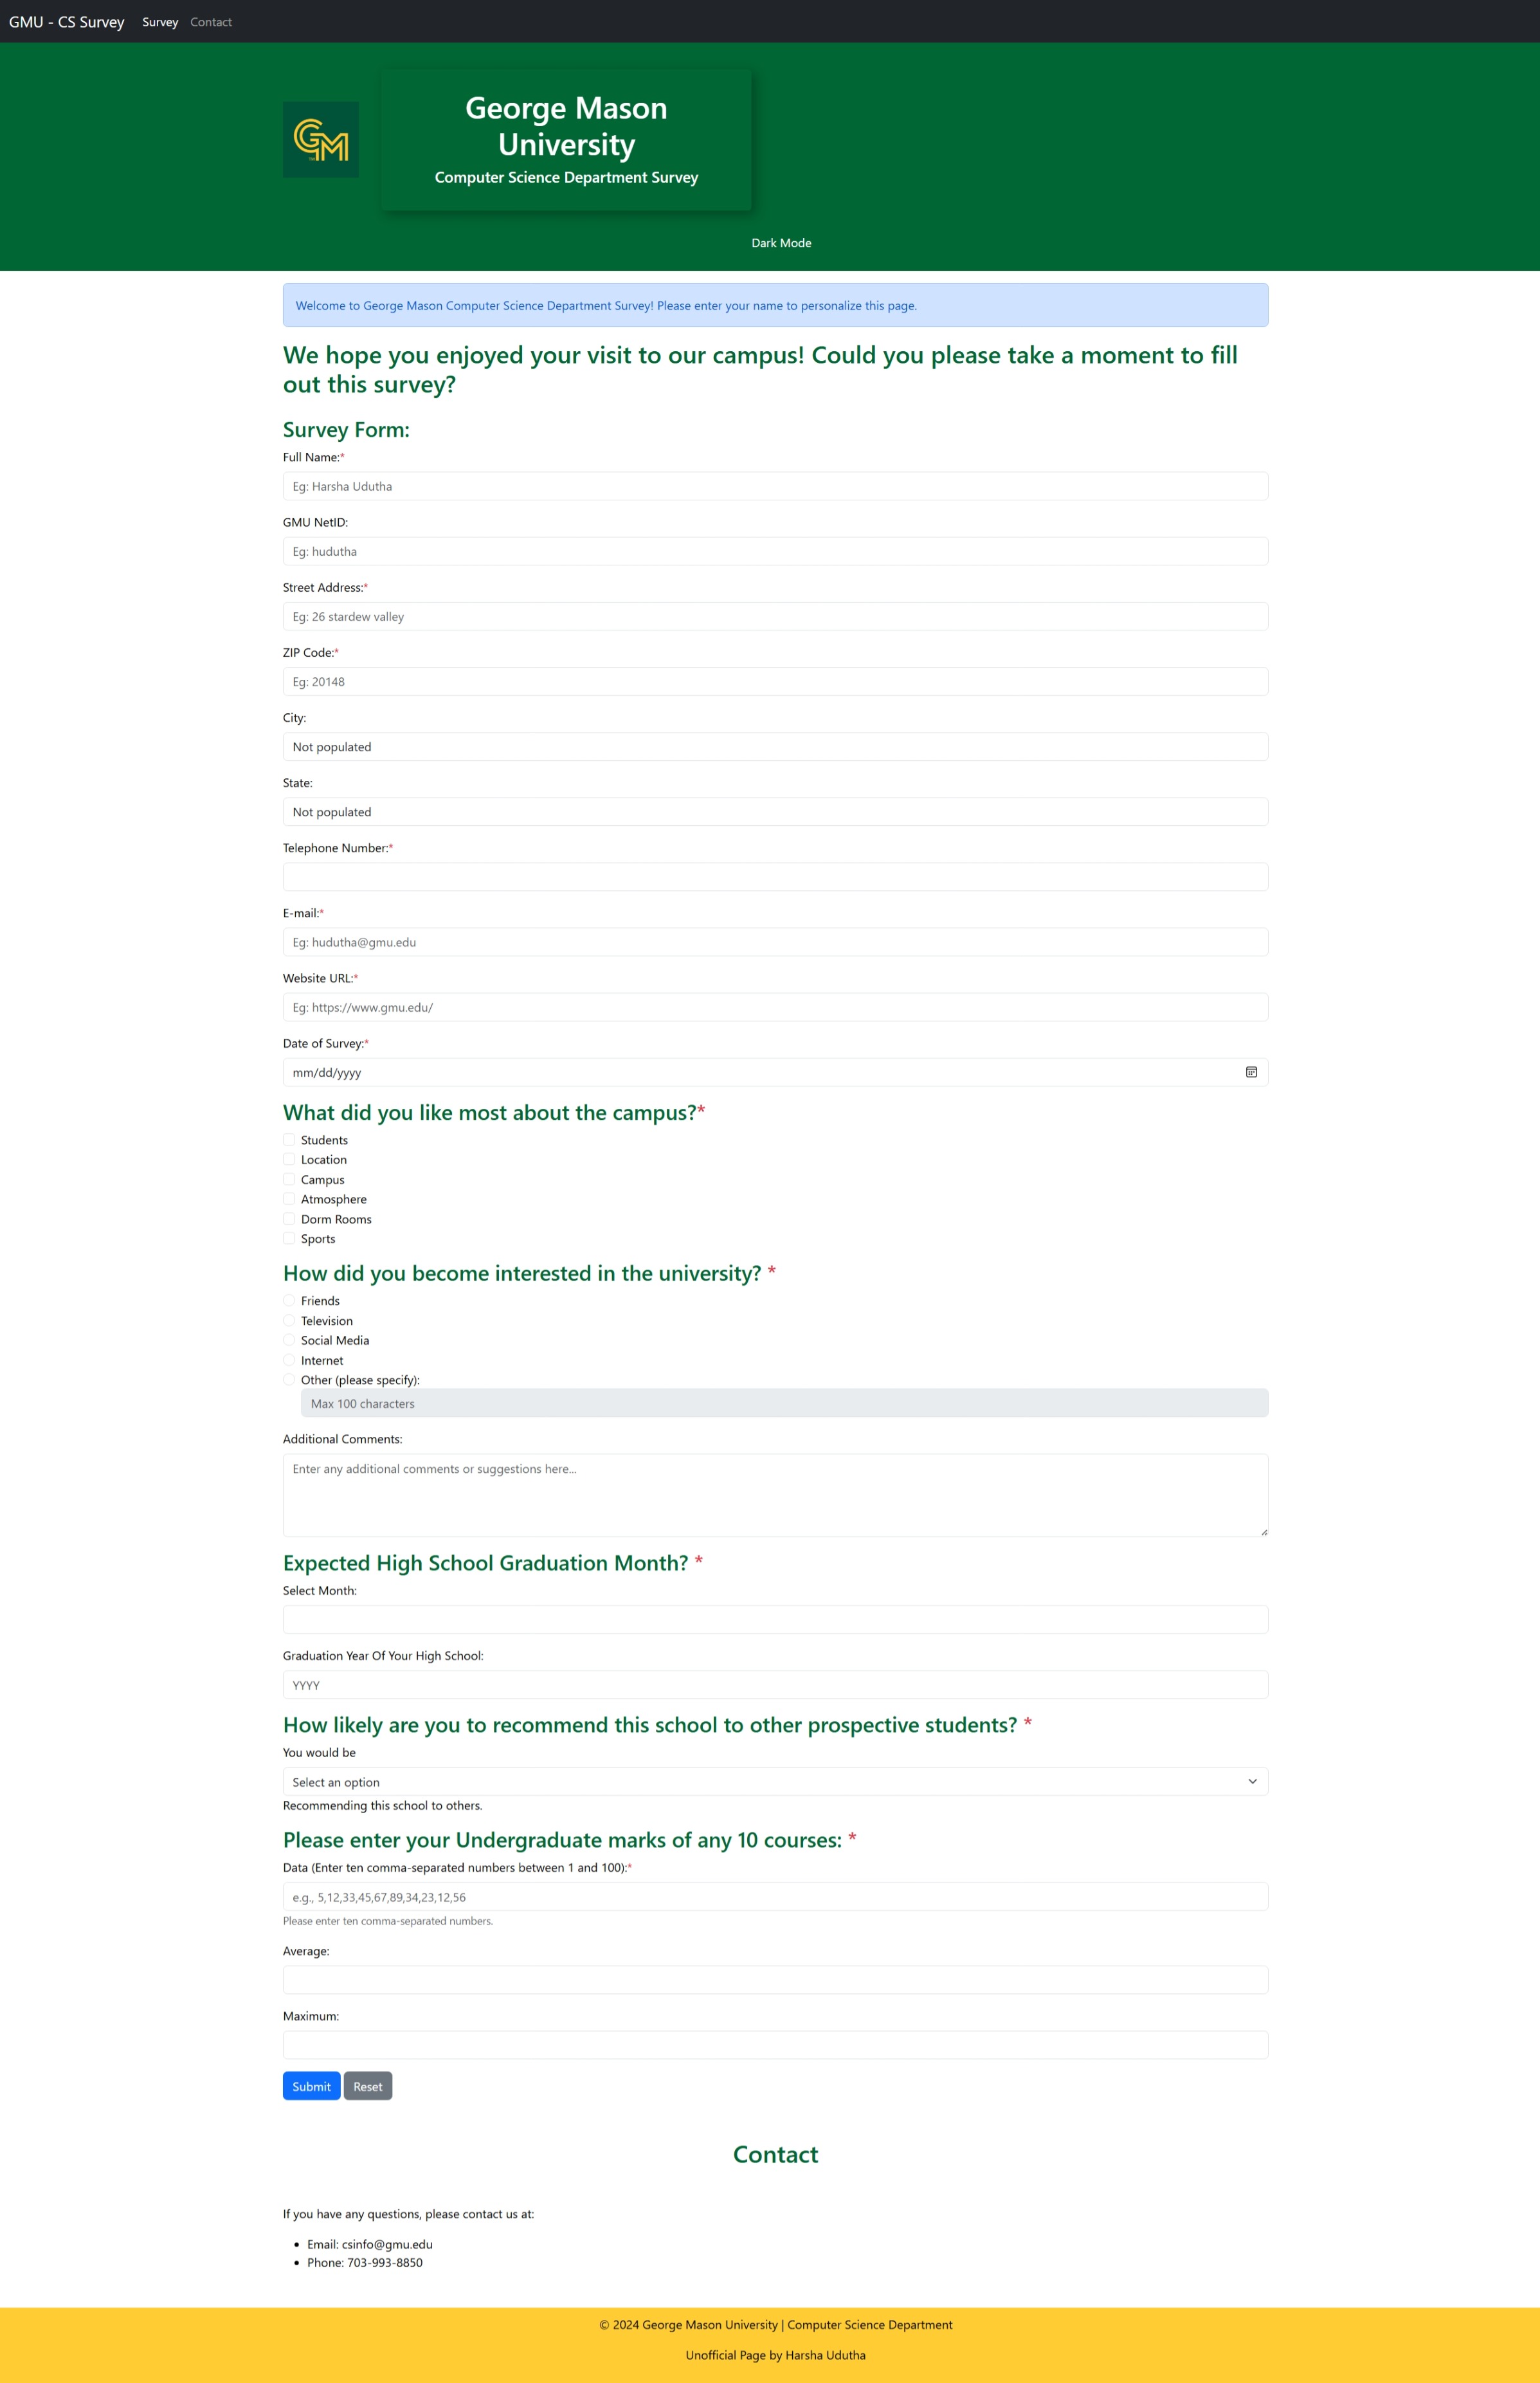 GMU - CS Survey Survey Contact
GM
George Mason
University
Computer Science Department Survey
Dark Mode
Welcome to George Mason Computer Science Department Survey! Please enter your name to personalize this page.
We hope you enjoyed your visit to our campus! Could you please take a moment to fill
out this survey?
Survey Form:
Full Name:*
Eg: Harsha Udutha
GMU NetID:
Eg: hudutha
Street Address:*
Eg: 26 stardew valley
ZIP Code:*
Eg: 20148
City:
Not populated
State:
Not populated
Telephone Number:*
E-mail:*
Eg: hudutha@gmu.edu
Website URL:*
Eg: https://www.gmu.edu/
Date of Survey:*
mm/dd/yyyy
What did you like most about the campus?*
Students
Location
Campus
Atmosphere
Dorm Rooms
Sports
How did you become interested in the university? *
Friends
Television
Social Media
Internet
Other (please specify):
Max 100 characters
Additional Comments:
Enter any additional comments or suggestions here...
Expected High School Graduation Month? *
Select Month:
Graduation Year Of Your High School:
YYYY
How likely are you to recommend this school to other prospective students? *
You would be
Select an option
Recommending this school to others.
Please enter your Undergraduate marks of any 10 courses: *
Data (Enter ten comma-separated numbers between 1 and 100):*
e.g., 5,12,33,45,67,89,34,23,12,56
Please enter ten comma-separated numbers.
Average:
Maximum:
Submit Reset
Contact
If you have any questions, please contact us at:
• Email: csinfo@gmu.edu
• Phone: 703-993-8850
© 2024 George Mason University | Computer Science Department
Unofficial Page by Harsha Udutha